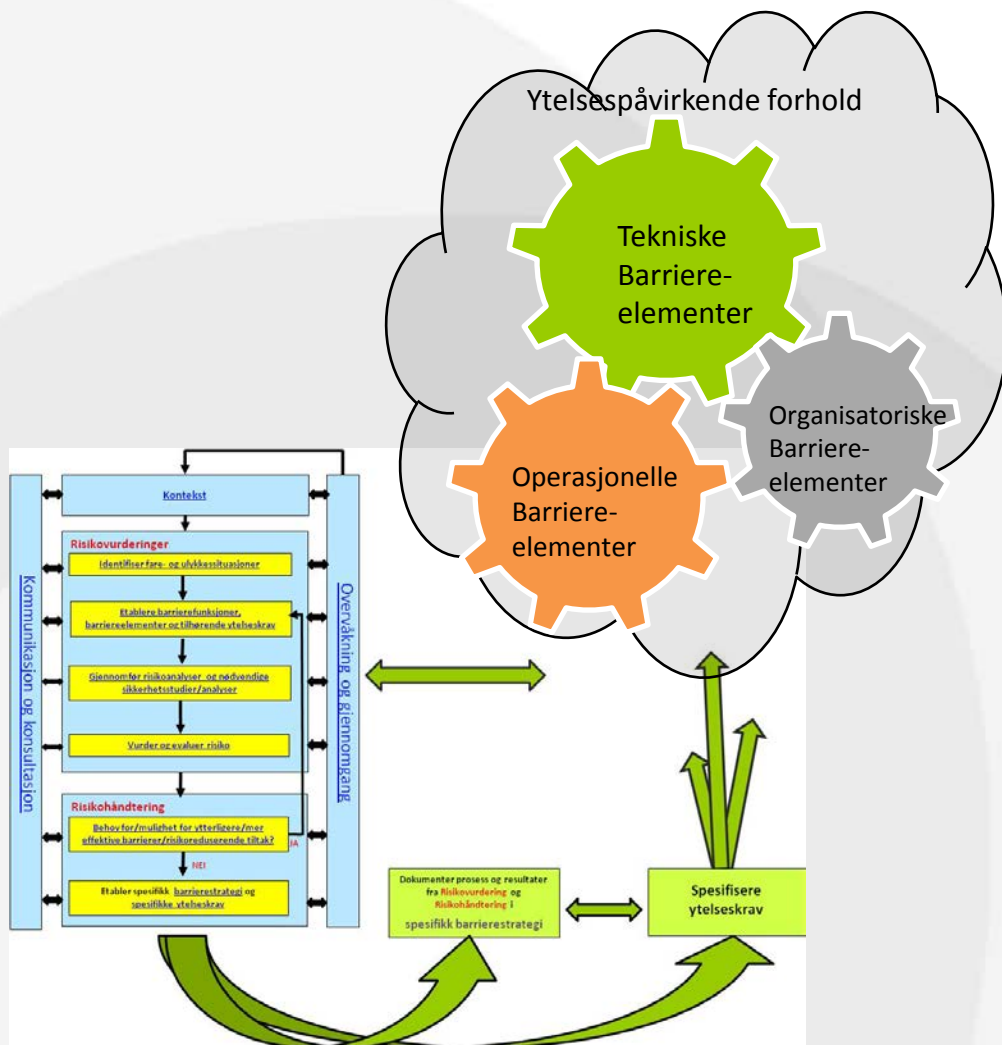 Ytelsespåvirkende forhold
Tekniske
Barriere-
elementer
Organisatoriske
Barriere-
elementer
Operasjonelle
Barriere-
elementer
Kommunikasjon og konsultasjon
Kontekst
Overvåkning og gjennomgang
Risikovurderinger
Identifiser fare- og ulykkessituasjoner
Etablere barrierefunksjoner,
barriereelementer og tilhørende ytelseskrav
Gjennomfør risikoanalyser og nødvendige
sikkerhetsstudier/analyser
Vurder og evaluer risiko
Risikohåndtering
Behov for/mulighet for ytterligere/mer
effektive barrierer/risikoreduserende tiltak?
JA
NEI
Etabler spesifikk barrierestrategi og
spesifikke ytelseskrav
Dokumenter prosess og resultater
fra Risikovurdering og
Risikohåndtering i
spesifikk barrierestrategi
Spesifisere
ytelseskrav